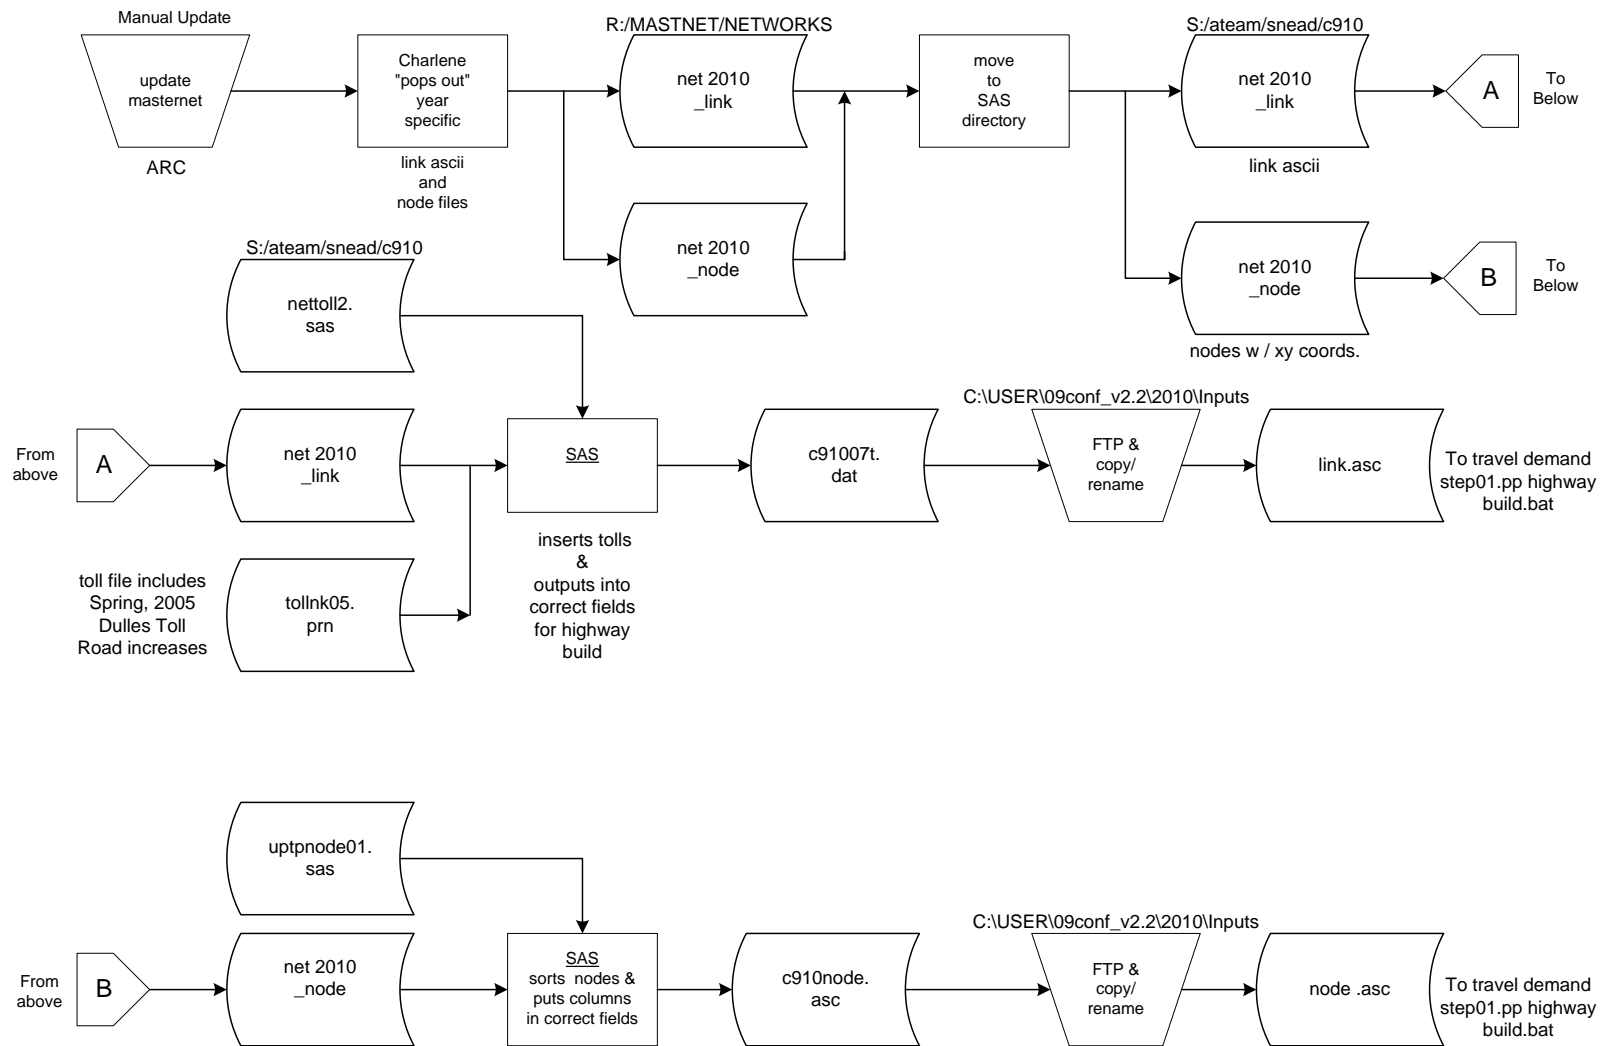 Manual Update
update
masternet
ARC
Charlene
"pops out"
year
specific
link ascii
and
node files
R:/MASTNET/NETWORKS
net 2010
_link
net 2010
_node
move
to
SAS
directory
S:/ateam/snead/c910
net 2010
_link
link ascii
A
To
Below
net 2010
_node
nodes w / xy coords.
B
To
Below
S:/ateam/snead/c910
nettoll2.
sas
From
above
A
net 2010
_link
toll file includes
Spring, 2005
Dulles Toll
Road increases
tollnk05.
prn
SAS
inserts tolls
&
outputs into
correct fields
for highway
build
c91007t.
dat
C:\USER\09conf_v2.2\2010\Inputs
FTP &
copy/
rename
link.asc
To travel demand
step01.pp highway
build.bat
uptpnode01.
sas
From
above
B
net 2010
_node
SAS
sorts nodes &
puts columns
in correct fields
c910node.
asc
C:\USER\09conf_v2.2\2010\Inputs
FTP &
copy/
rename
node .asc
To travel demand
step01.pp highway
build.bat